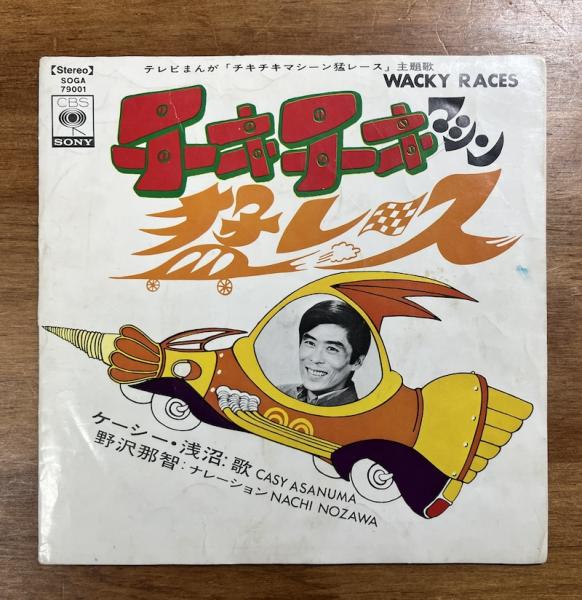 【Stereo】
SOGA
79001
CBS
SONY
テレビまんが「チキチキマシーン猛レース」主題歌
WACKY RACES
チキチキマシン
猛レース
ケーシー・浅沼:歌 CASY ASANUMA
野沢那智:ナレーション NACHI NOZAWA